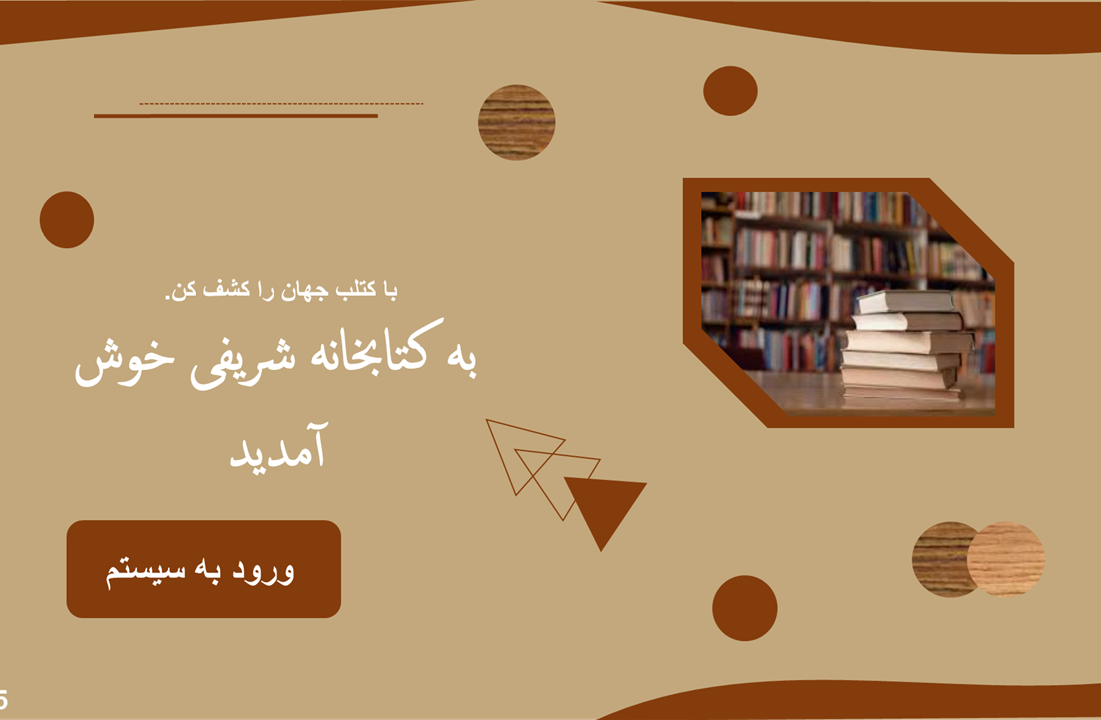 با کتلب جهان را کشف کن.
به کتابخانه شریفی خوش
آمدید
ورود به سیستم
5